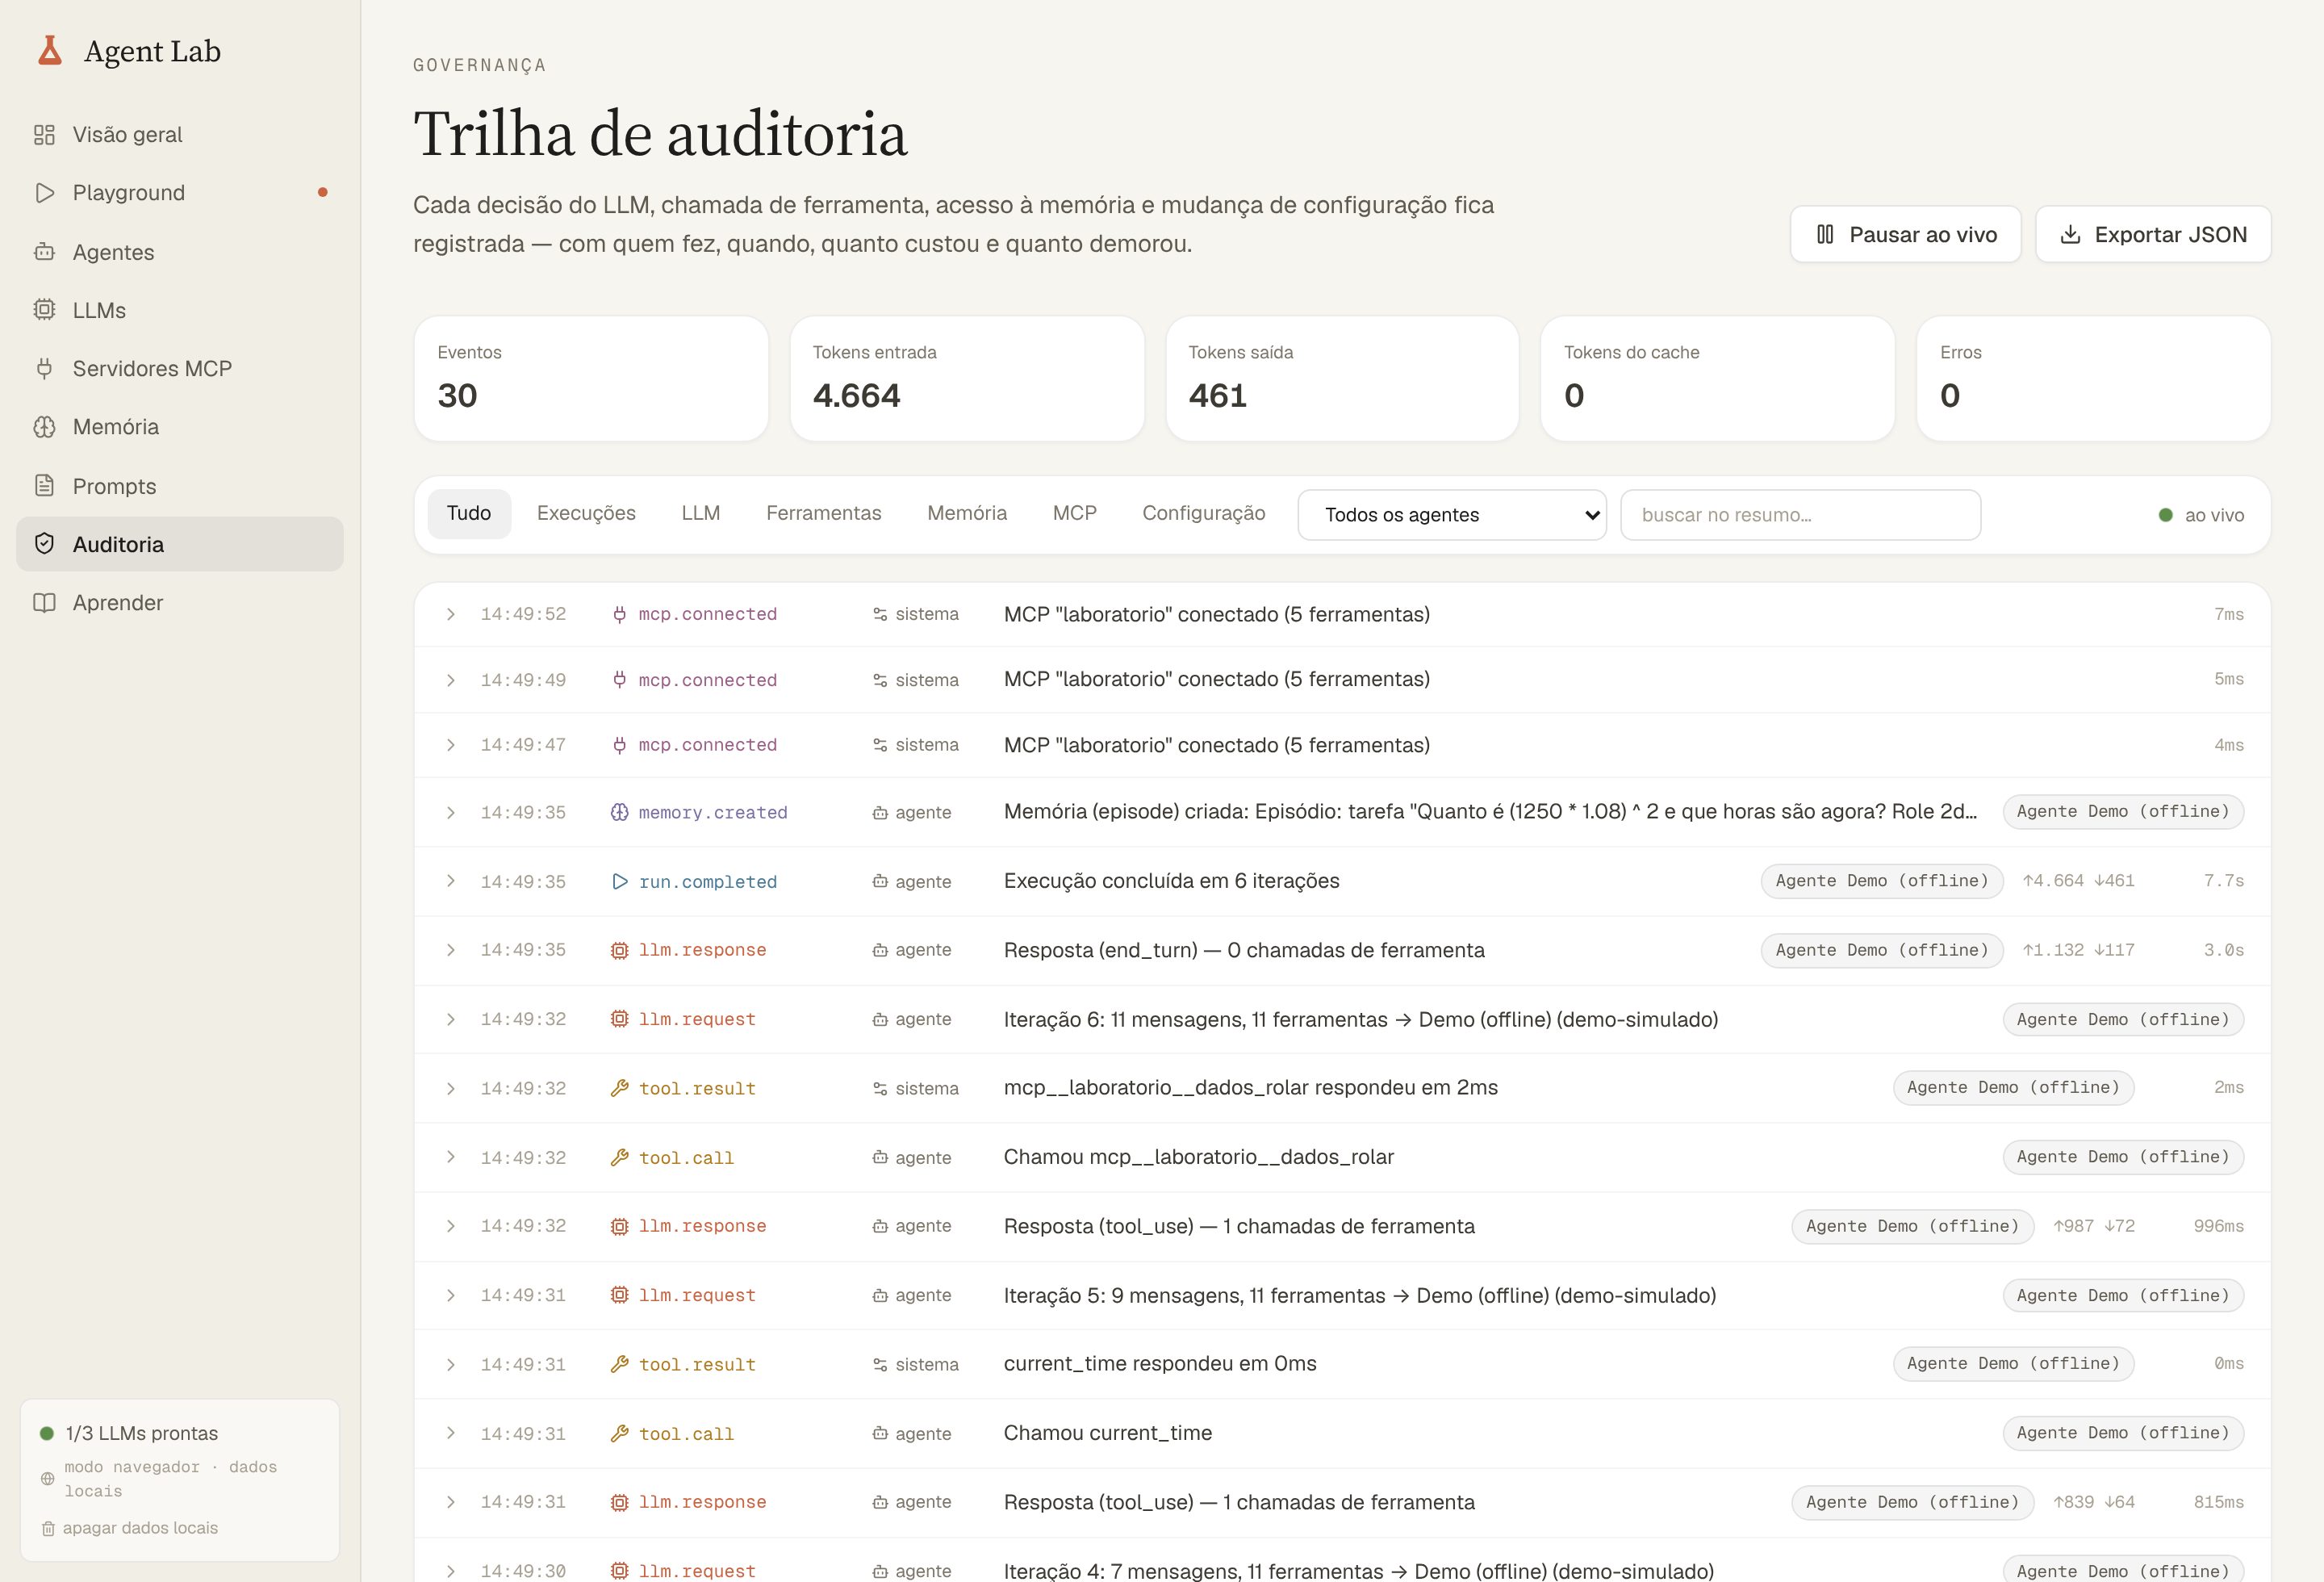 Agent Lab
Visão geral
Playground
Agentes
LLMs
Servidores MCP
Memória
Prompts
Auditoria
Aprender
1/3 LLMs prontas
modo navegador · dados
locais
apagar dados locais
GOVERNANÇA
Trilha de auditoria
Cada decisão do LLM, chamada de ferramenta, acesso à memória e mudança de configuração fica
registrada — com quem fez, quando, quanto custou e quanto demorou.
Pausar ao vivo
Exportar JSON
Eventos
30
Tokens entrada
4.664
Tokens saída
461
Tokens do cache
0
Erros
0
Tudo Execuções LLM Ferramentas Memória MCP Configuração Todos os agentes buscar no resumo... ao vivo
14:49:52 mcp.connected sistema MCP "laboratorio" conectado (5 ferramentas) 7ms
14:49:49 mcp.connected sistema MCP "laboratorio" conectado (5 ferramentas) 5ms
14:49:47 mcp.connected sistema MCP "laboratorio" conectado (5 ferramentas) 4ms
14:49:35 memory.created agente Memória (episode) criada: Episódio: tarefa "Quanto é (1250 * 1.08) ^ 2 e que horas são agora? Role 2d... Agente Demo (offline)
14:49:35 run.completed agente Execução concluída em 6 iterações Agente Demo (offline) ↑4.664 ↓461 7.7s
14:49:35 llm.response agente Resposta (end_turn) — 0 chamadas de ferramenta Agente Demo (offline) ↑1.132 ↓117 3.0s
14:49:32 llm.request agente Iteração 6: 11 mensagens, 11 ferramentas → Demo (offline) (demo-simulado) Agente Demo (offline)
14:49:32 tool.result sistema mcp__laboratorio__dados_rolar respondeu em 2ms Agente Demo (offline) 2ms
14:49:32 tool.call agente Chamou mcp__laboratorio__dados_rolar Agente Demo (offline)
14:49:32 llm.response agente Resposta (tool_use) — 1 chamadas de ferramenta Agente Demo (offline) ↑987 ↓72 996ms
14:49:31 llm.request agente Iteração 5: 9 mensagens, 11 ferramentas → Demo (offline) (demo-simulado) Agente Demo (offline)
14:49:31 tool.result sistema current_time respondeu em 0ms Agente Demo (offline) 0ms
14:49:31 tool.call agente Chamou current_time Agente Demo (offline)
14:49:31 llm.response agente Resposta (tool_use) — 1 chamadas de ferramenta Agente Demo (offline) ↑839 ↓64 815ms
14:49:30 llm.request agente Iteração 4: 7 mensagens, 11 ferramentas → Demo (offline) (demo-simulado) Agente Demo (offline)